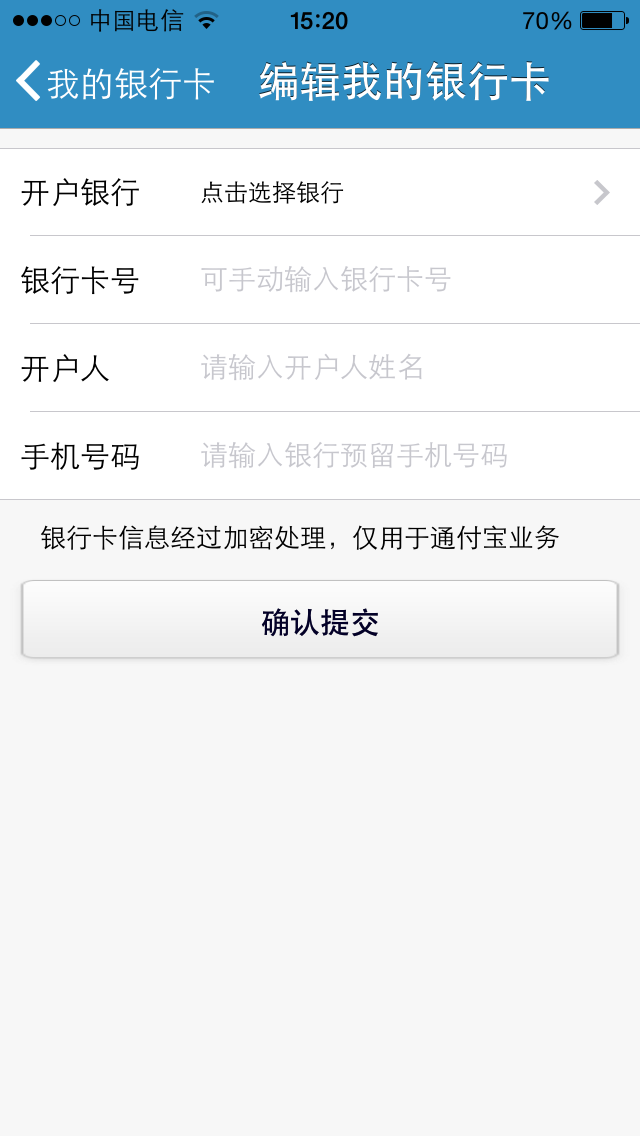 中国电信 15:20 70%
我的银行卡 编辑我的银行卡
开户银行 点击选择银行
银行卡号 可手动输入银行卡号
开户人 请输入开户人姓名
手机号码 请输入银行预留手机号码
银行卡信息经过加密处理，仅用于通付宝业务
确认提交